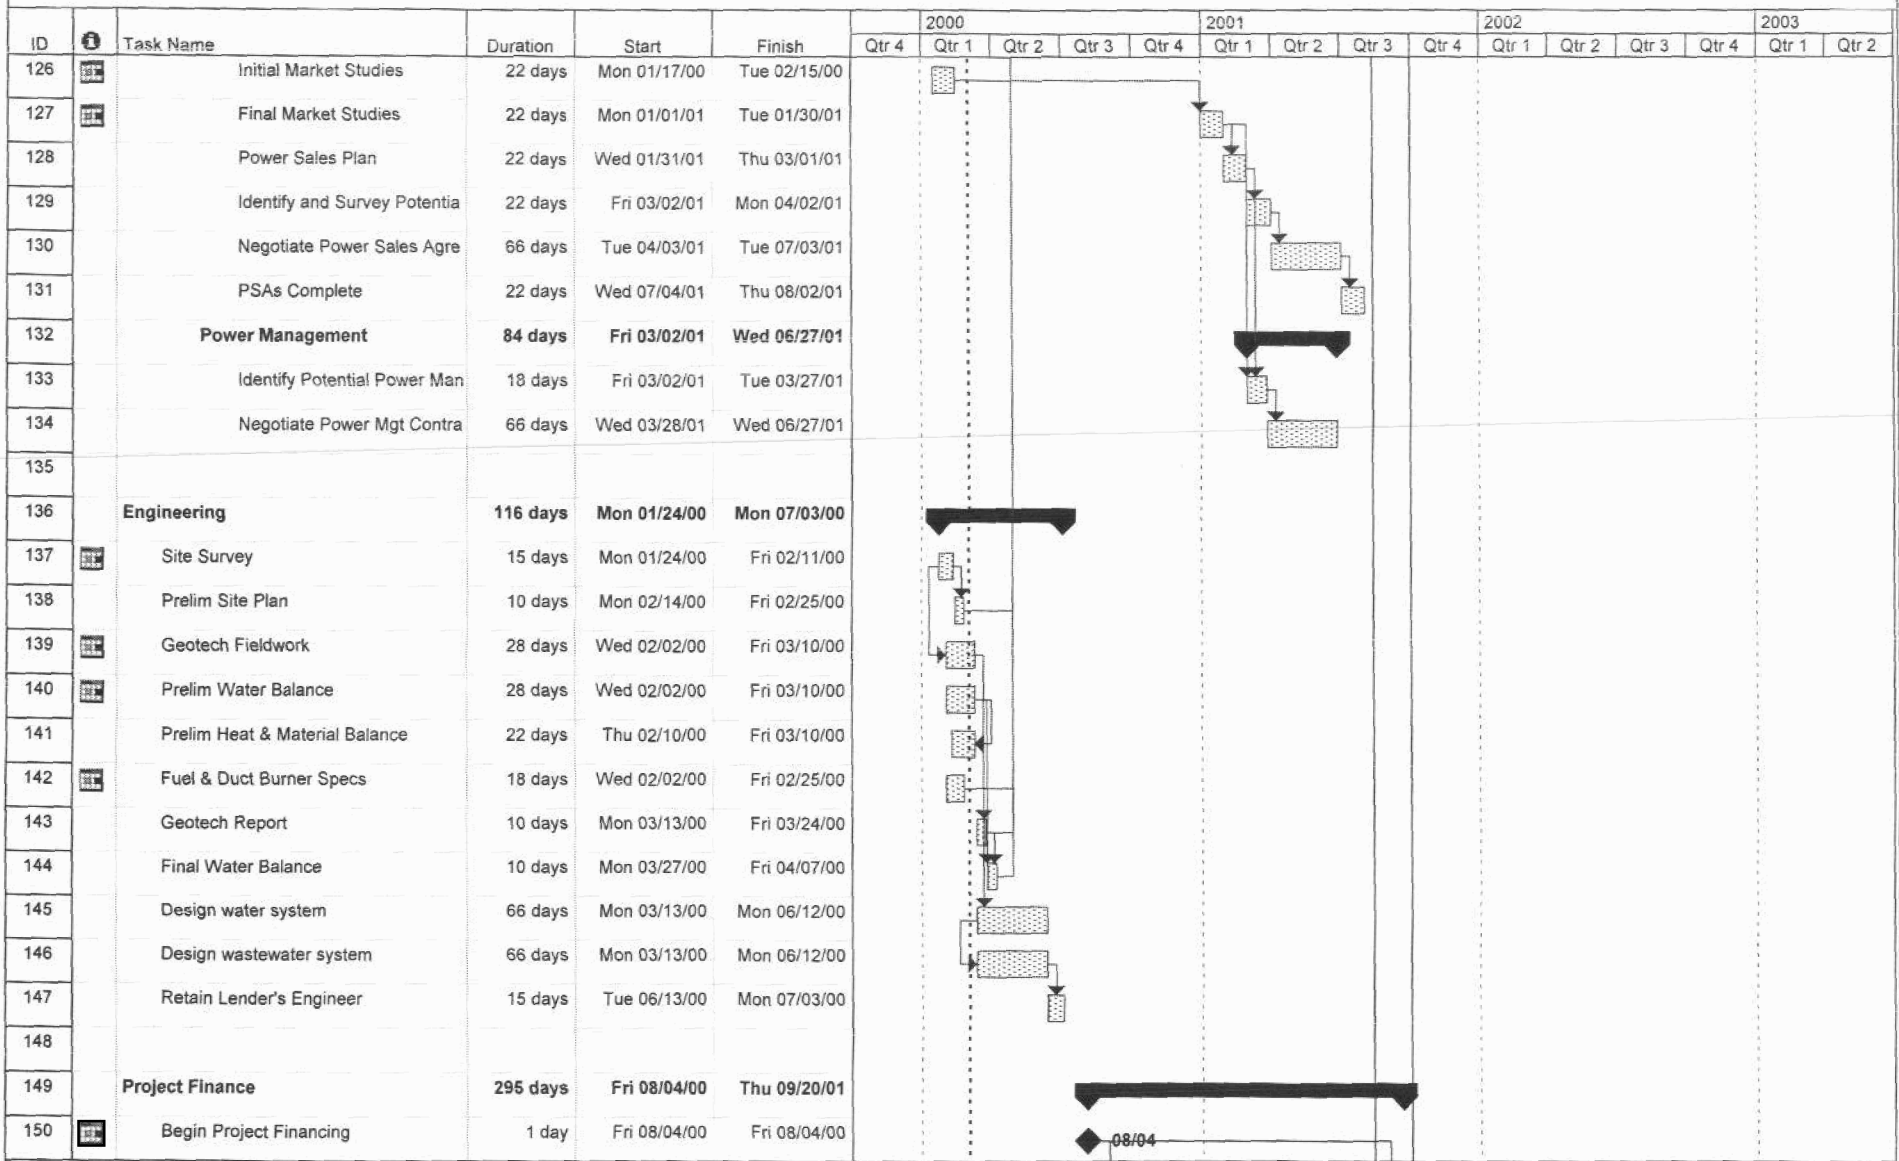 2000 2001 2002 2003
ID Task Name Duration Start Finish Qtr 4 Qtr 1 Qtr 2 Qtr 3 Qtr 4 Qtr 1 Qtr 2 Qtr 3 Qtr 4 Qtr 1 Qtr 2 Qtr 3 Qtr 4 Qtr 1 Qtr 2
126 Initial Market Studies 22 days Mon 01/17/00 Tue 02/15/00
127 Final Market Studies 22 days Mon 01/01/01 Tue 01/30/01
128 Power Sales Plan 22 days Wed 01/31/01 Thu 03/01/01
129 Identify and Survey Potentia 22 days Fri 03/02/01 Mon 04/02/01
130 Negotiate Power Sales Agre 66 days Tue 04/03/01 Tue 07/03/01
131 PSAs Complete 22 days Wed 07/04/01 Thu 08/02/01
132 Power Management 84 days Fri 03/02/01 Wed 06/27/01
133 Identify Potential Power Man 18 days Fri 03/02/01 Tue 03/27/01
134 Negotiate Power Mgt Contra 66 days Wed 03/28/01 Wed 06/27/01
135
136 Engineering 116 days Mon 01/24/00 Mon 07/03/00
137 Site Survey 15 days Mon 01/24/00 Fri 02/11/00
138 Prelim Site Plan 10 days Mon 02/14/00 Fri 02/25/00
139 Geotech Fieldwork 28 days Wed 02/02/00 Fri 03/10/00
140 Prelim Water Balance 28 days Wed 02/02/00 Fri 03/10/00
141 Prelim Heat & Material Balance 22 days Thu 02/10/00 Fri 03/10/00
142 Fuel & Duct Burner Specs 18 days Wed 02/02/00 Fri 02/25/00
143 Geotech Report 10 days Mon 03/13/00 Fri 03/24/00
144 Final Water Balance 10 days Mon 03/27/00 Fri 04/07/00
145 Design water system 66 days Mon 03/13/00 Mon 06/12/00
146 Design wastewater system 66 days Mon 03/13/00 Mon 06/12/00
147 Retain Lender's Engineer 15 days Tue 06/13/00 Mon 07/03/00
148
149 Project Finance 295 days Fri 08/04/00 Thu 09/20/01
150 Begin Project Financing 1 day Fri 08/04/00 Fri 08/04/00 08/04